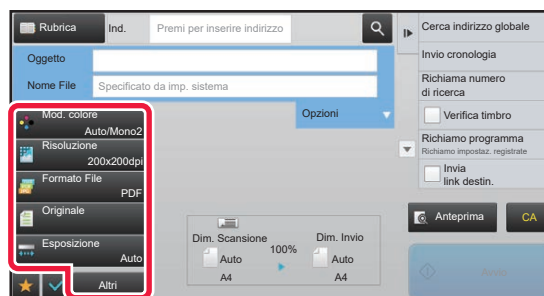 Rubrica
Ind.
Premi per inserire indirizzo
Oggetto
Nome File
Specificato da imp. sistema
Opzioni
Mod. colore
Auto/Mono2
Risoluzione
200x200dpi
Formato File
PDF
Originale
Esposizione
Auto
Altri
Dim. Scansione
Auto
A4
100%
Dim. Invio
Auto
A4
Cerca indirizzo globale
Invio cronologia
Richiama numero
di ricerca
Verifica timbro
Richiamo programma
Richiamo impostaz. registrate
Invia
link destin.
Anteprima
CA
Avvio